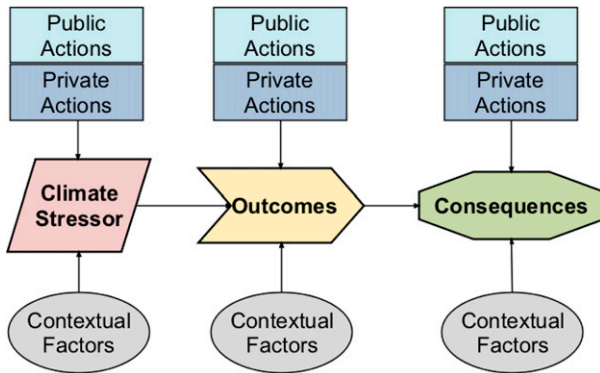 Public
Actions
Private
Actions
Public
Actions
Private
Actions
Public
Actions
Private
Actions
Climate
Stressor
Outcomes
Consequences
Contextual
Factors
Contextual
Factors
Contextual
Factors